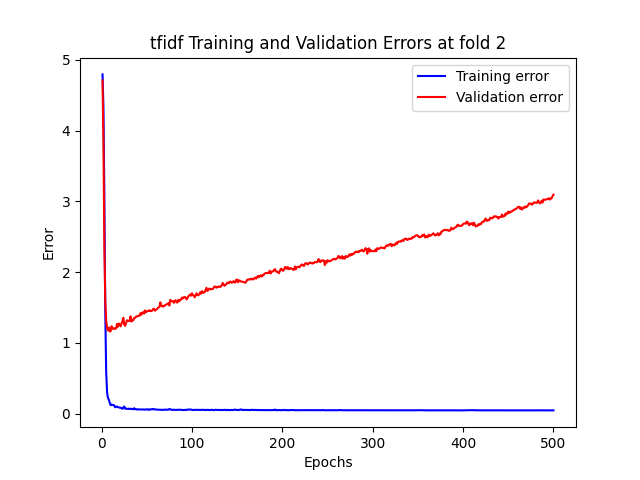 tfidf Training and Validation Errors at fold 2
Training error
Validation error
Error
5
4
3
2
1
0
0 100 200 300 400 500
Epochs